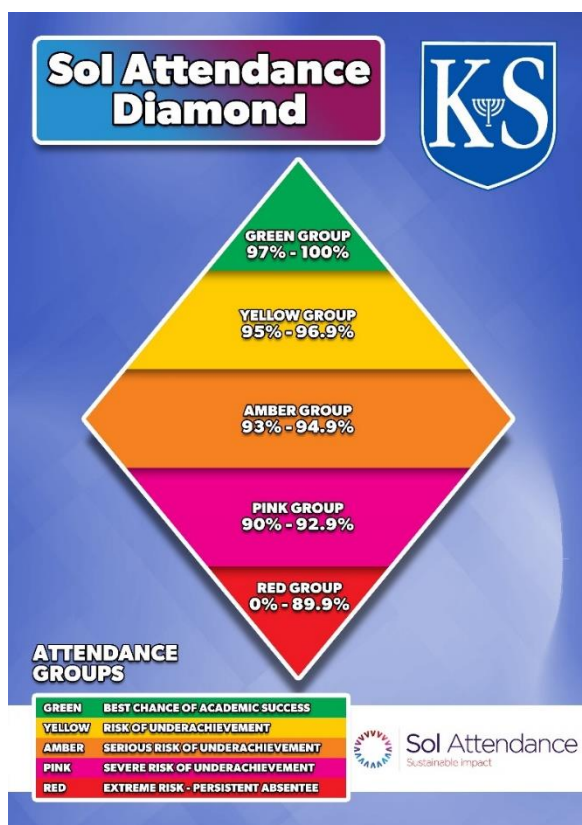 Sol Attendance
Diamond
KS
GREEN GROUP
97% - 100%
YELLOW GROUP
95% - 96.9%
AMBER GROUP
93% - 94.9%
PINK GROUP
90% - 92.9%
RED GROUP
0% - 89.9%
ATTENDANCE
GROUPS
GREEN BEST CHANCE OF ACADEMIC SUCCESS
YELLOW RISK OF UNDERACHIEVEMENT
AMBER SERIOUS RISK OF UNDERACHIEVEMENT
PINK SEVERE RISK OF UNDERACHIEVEMENT
RED EXTREME RISK - PERSISTENT ABSENTEE
Sol Attendance
Sustainable impact